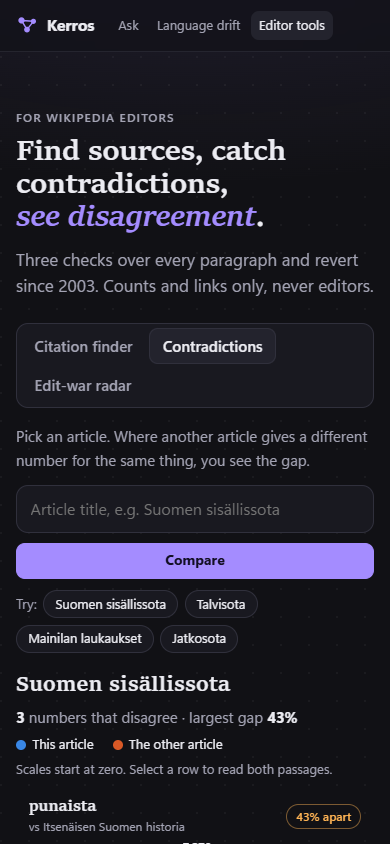 Kerros Ask Language drift Editor tools
FOR WIKIPEDIA EDITORS
Find sources, catch
contradictions,
see disagreement.
Three checks over every paragraph and revert
since 2003. Counts and links only, never editors.
Citation finder Contradictions
Edit-war radar
Pick an article. Where another article gives a different
number for the same thing, you see the gap.
Article title, e.g. Suomen sisällissota
Compare
Try: Suomen sisällissota Talvisota
Mainilan laukaukset Jatkosota
Suomen sisällissota
3 numbers that disagree · largest gap 43%
This article The other article
Scales start at zero. Select a row to read both passages.
punaista
vs Itsenäisen Suomen historia
43% apart